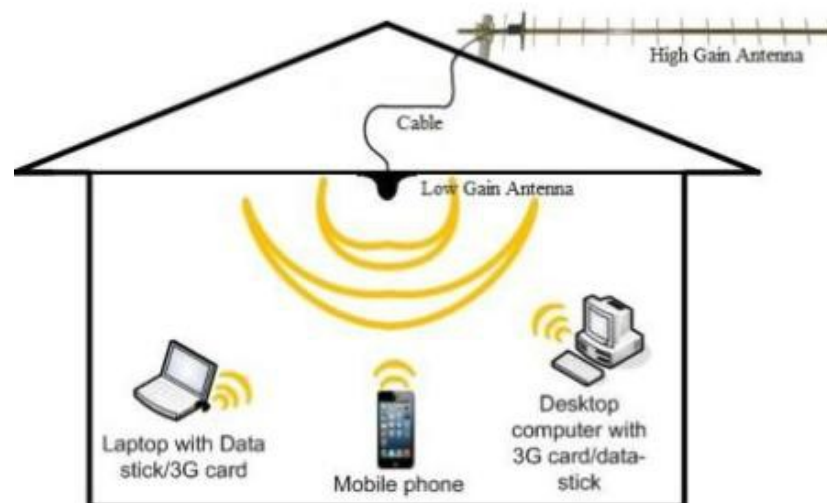 High Gain Antenna
Cable
Low Gain Antenna
Laptop with Data
stick/3G card
Mobile phone
Desktop
computer with
3G card/data-
stick